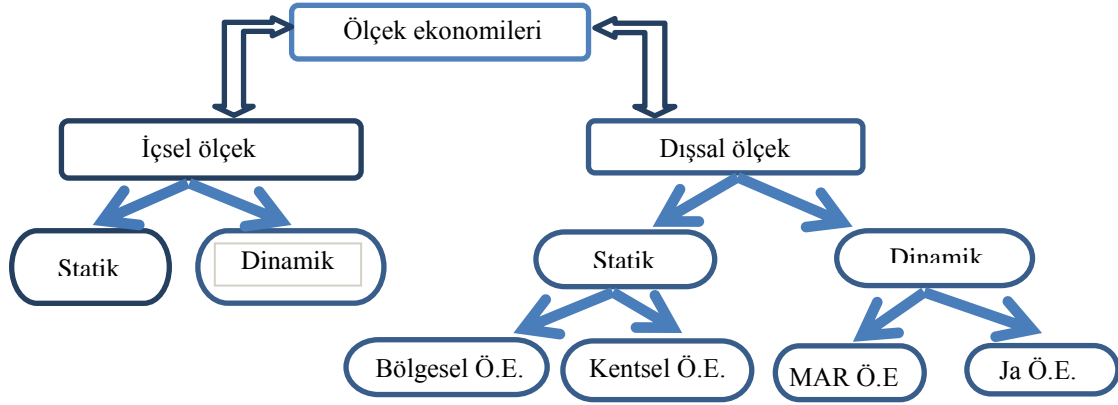 Ölçek ekonomileri
İçsel ölçek
Dışsal ölçek
Statik
Dinamik
Statik
Dinamik
Bölgesel Ö.E.
Kentsel Ö.E.
MAR Ö.E
Ja Ö.E.